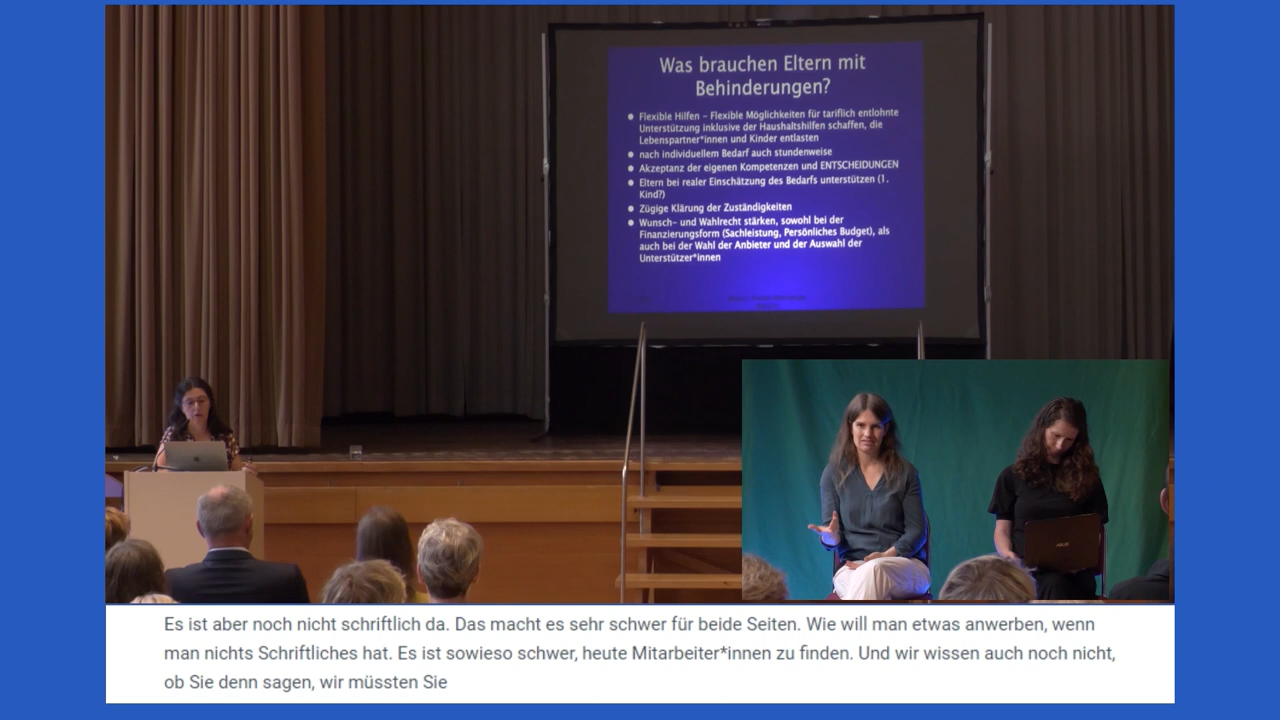 Was brauchen Eltern mit
Behinderungen?
Flexible Hilfen – Flexible Möglichkeiten für tariflich entlohnte
Unterstützung inklusive der Haushaltshilfen schaffen, die
Lebenspartner*innen und Kinder entlasten
nach individuellem Bedarf auch stundenweise
Akzeptanz der eigenen Kompetenzen und ENTSCHEIDUNGEN
Eltern bei realer Einschätzung des Bedarfs unterstützen (1.
Kind?)
Zügige Klärung der Zuständigkeiten
Wunsch- und Wahlrecht stärken, sowohl bei der
Finanzierungsform (Sachleistung, Persönliches Budget), als
auch bei der Wahl der Anbieter und der Auswahl der
Unterstützer*innen
ASUS
Es ist aber noch nicht schriftlich da. Das macht es sehr schwer für beide Seiten. Wie will man etwas anwerben, wenn
man nichts Schriftliches hat. Es ist sowieso schwer, heute Mitarbeiter*innen zu finden. Und wir wissen auch noch nicht,
ob Sie denn sagen, wir müssten Sie